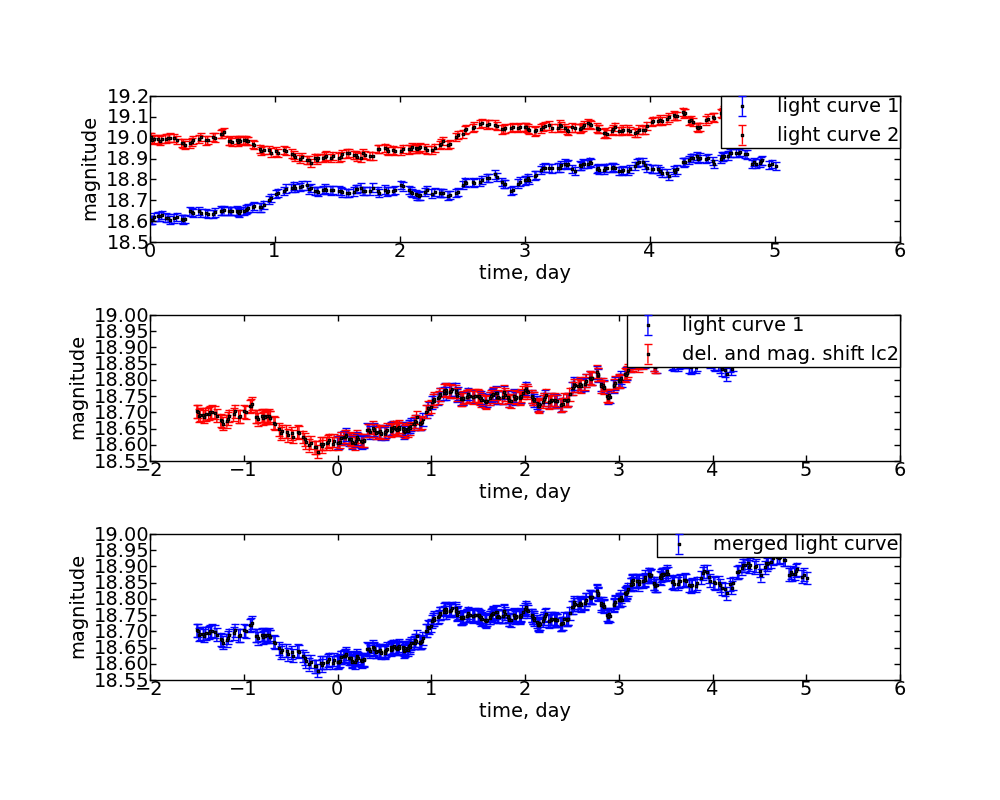 19.2
19.1
19.0
18.9
18.8
18.7
18.6
18.5
magnitude
light curve 1
light curve 2
0 1 2 3 4 5 6
time, day
19.00
18.95
18.90
18.85
18.80
18.75
18.70
18.65
18.60
18.55
magnitude
light curve 1
del. and mag. shift lc2
−2 −1 0 1 2 3 4 5 6
time, day
19.00
18.95
18.90
18.85
18.80
18.75
18.70
18.65
18.60
18.55
magnitude
merged light curve
−2 −1 0 1 2 3 4 5 6
time, day